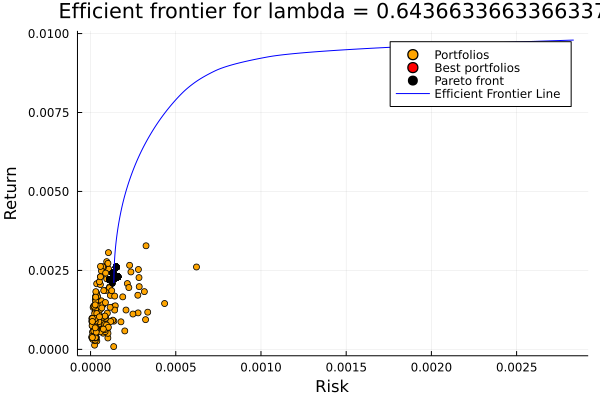 Efficient frontier for lambda = 0.6436633663366337
0.0100
0.0075
0.0050
0.0025
0.0000
Return
Portfolios
Best portfolios
Pareto front
Efficient Frontier Line
0.0000 0.0005 0.0010 0.0015 0.0020 0.0025
Risk